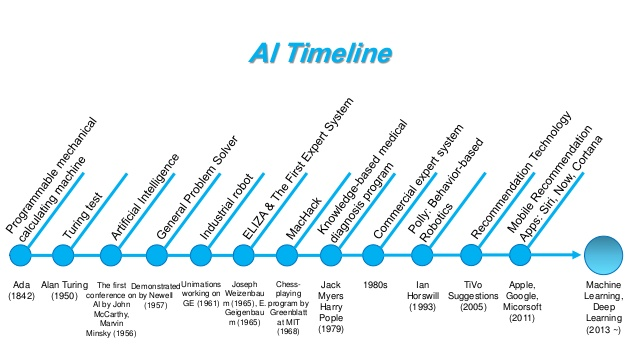 AI Timeline
Programmable mechanical
calculating machine
Turing test
Artificial Intelligence
General Problem Solver
Industrial robot
ELIZA & The First Expert System
MacHack
Knowledge-based medical
diagnosis program
Commercial expert system
Polly: Behavior-based
Robotics
Recommendation Technology
Mobile Recommendation
Apps: Siri, Now, Cortana
Ada
(1842)
Alan Turing
(1950)
The first
conference on
AI by John
McCarthy,
Marvin
Minsky (1956)
Demonstrated
by Newell
(1957)
Unimations
working on
GE (1961)
Joseph
Weizenbau
m (1965), E.
Geigenbau
m (1965)
Chess-
playing
program by
Greenblatt
at MIT
(1968)
Jack
Myers
Harry
Pople
(1979)
1980s
Ian
Horswill
(1993)
TiVo
Suggestions
(2005)
Apple,
Google,
Micorsoft
(2011)
Machine
Learning,
Deep
Learning
(2013 ~)